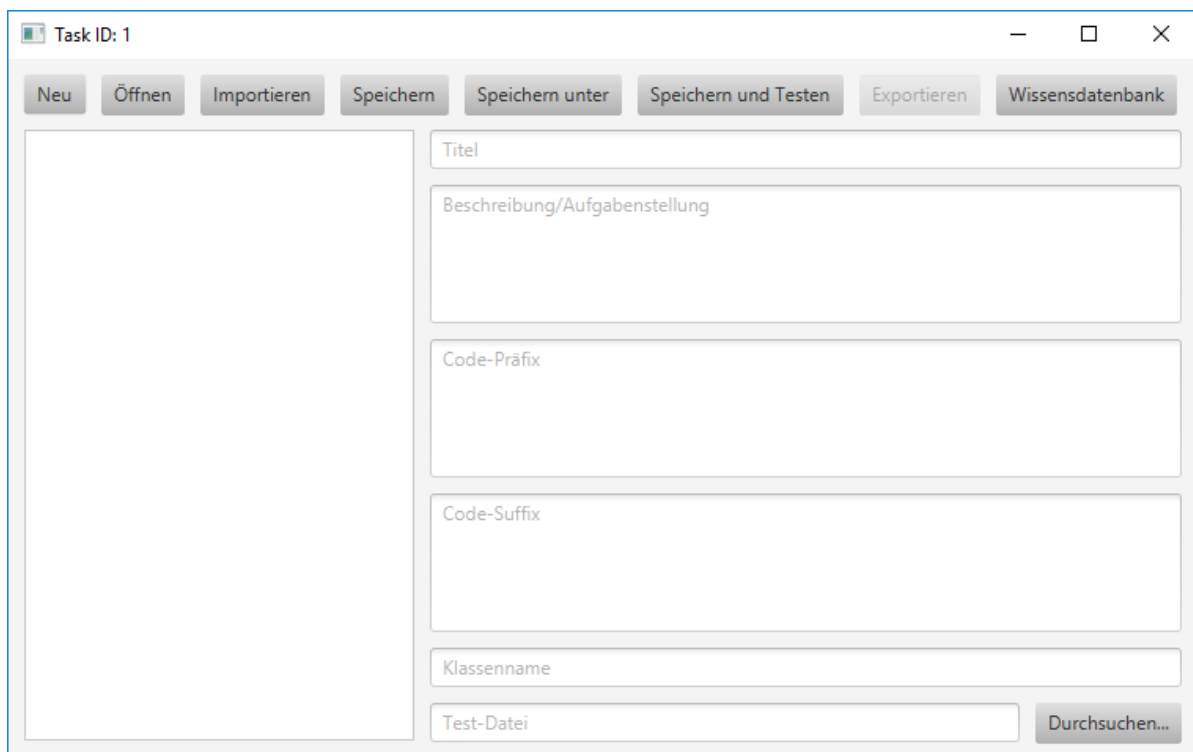 Task ID: 1
Neu Öffnen Importieren Speichern Speichern unter Speichern und Testen Exportieren Wissensdatenbank
Titel
Beschreibung/Aufgabenstellung
Code-Präfix
Code-Suffix
Klassenname
Test-Datei Durchsuchen...